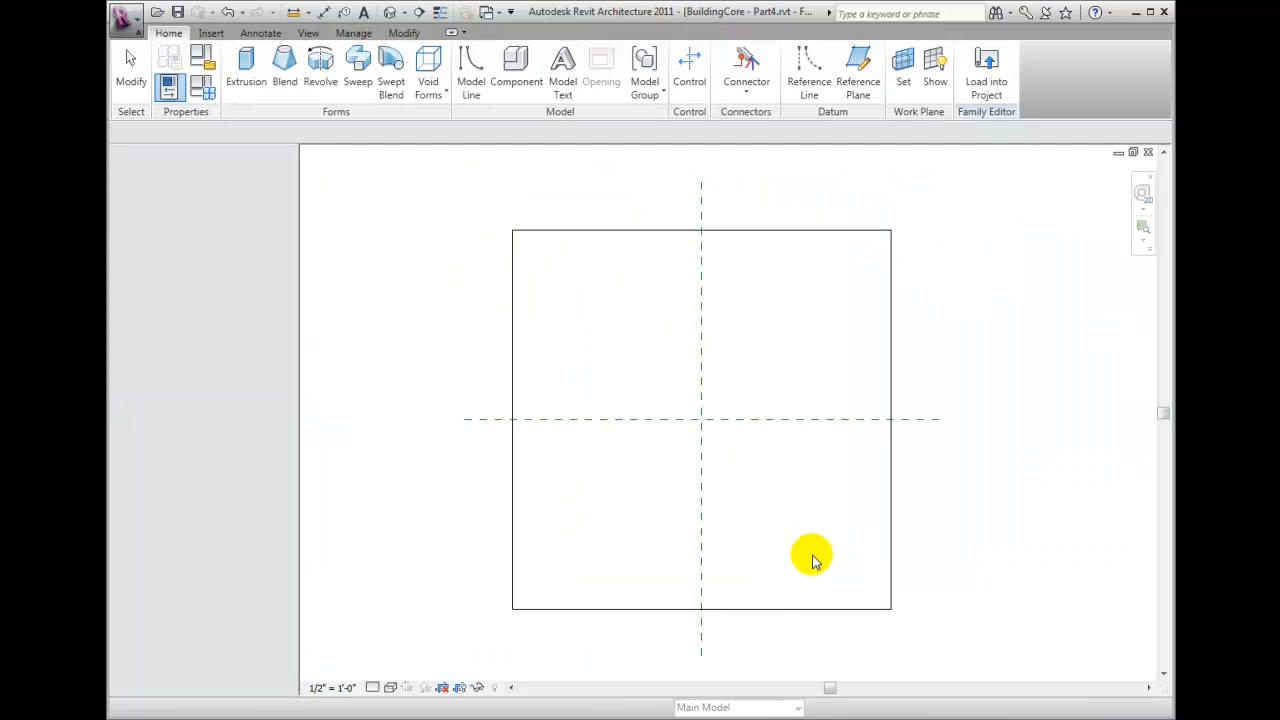 Autodesk Revit Architecture 2011 - [BuildingCore - Part4.rvt - F...
Type a keyword or phrase
Home Insert Annotate View Manage Modify
Modify Extrusion Blend Revolve Sweep Swept Blend Void Forms Model Line Component Model Text Opening Model Group Control Connector Reference Line Reference Plane Set Show Load into Project
Select Properties Forms Model Control Connectors Datum Work Plane Family Editor
2D
1/2" = 1'-0"
Main Model